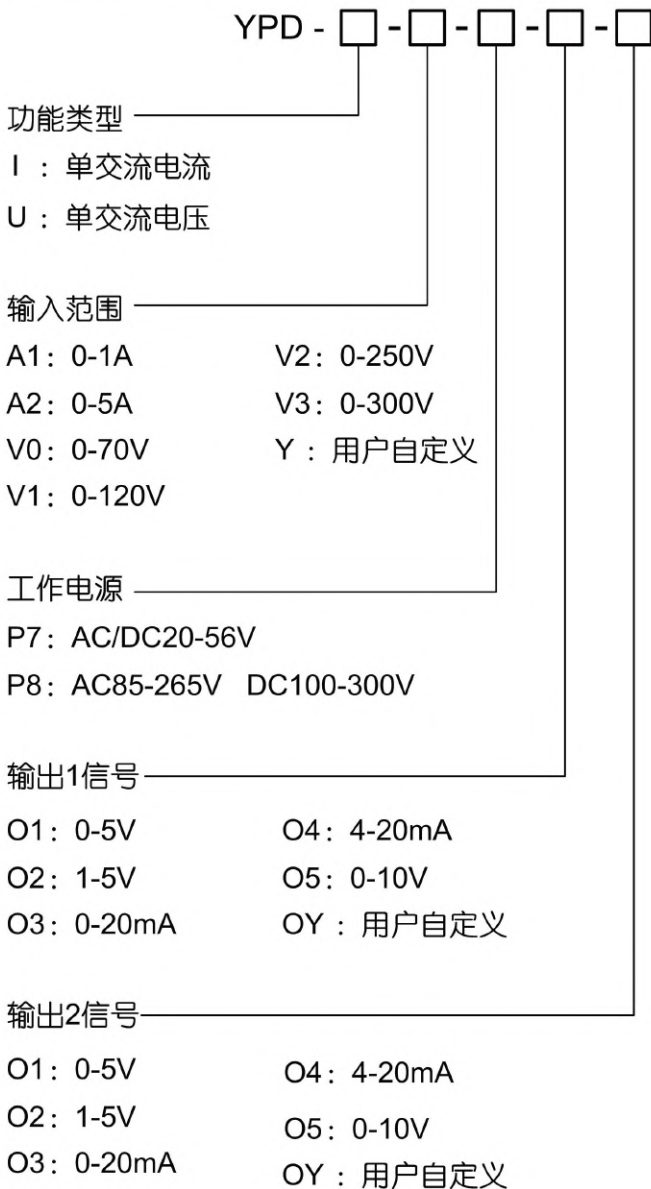 YPD - □ - □ - □ - □ - □
功能类型
I : 单交流电流
U : 单交流电压
输入范围
A1: 0-1A V2: 0-250V
A2: 0-5A V3: 0-300V
V0: 0-70V Y : 用户自定义
V1: 0-120V
工作电源
P7: AC/DC20-56V
P8: AC85-265V DC100-300V
输出1信号
O1: 0-5V O4: 4-20mA
O2: 1-5V O5: 0-10V
O3: 0-20mA OY : 用户自定义
输出2信号
O1: 0-5V O4: 4-20mA
O2: 1-5V O5: 0-10V
O3: 0-20mA OY : 用户自定义